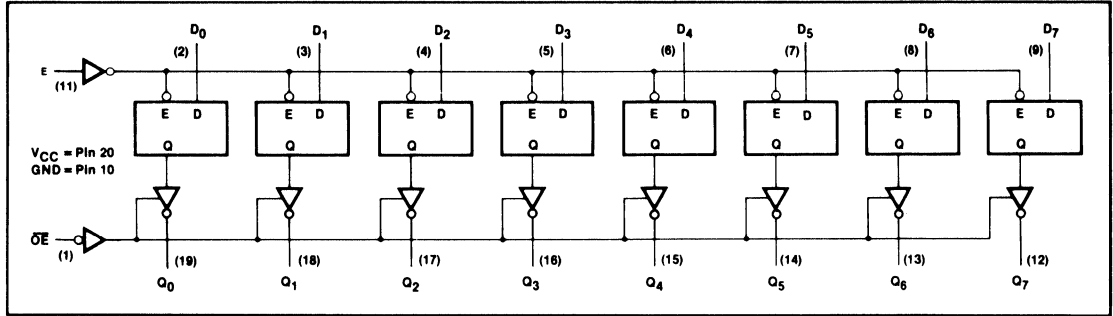 D0 D1 D2 D3 D4 D5 D6 D7
(2) (3) (4) (5) (6) (7) (8) (9)
E
(11)
E D E D E D E D E D E D E D E D
Q Q Q Q Q Q Q Q
VCC = Pin 20
GND = Pin 10
OE
(1)
(19) (18) (17) (16) (15) (14) (13) (12)
Q0 Q1 Q2 Q3 Q4 Q5 Q6 Q7